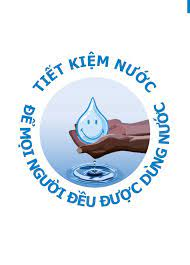 TIẾT KIỆM NƯỚC
ĐỂ MỌI NGƯỜI ĐỀU ĐƯỢC DÙNG NƯỚC